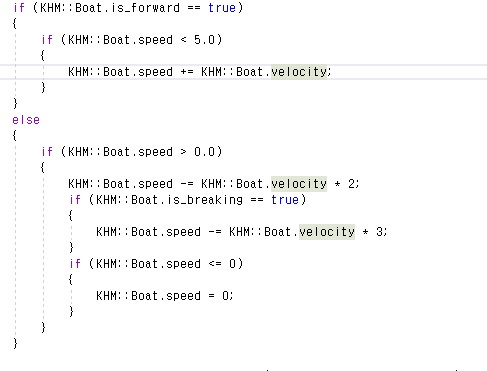 if (KHM::Boat.is_forward == true)
{
if (KHM::Boat.speed < 5.0)
{
KHM::Boat.speed += KHM::Boat.velocity;
}
}
else
{
if (KHM::Boat.speed > 0.0)
{
KHM::Boat.speed -= KHM::Boat.velocity * 2;
if (KHM::Boat.is_breaking == true)
{
KHM::Boat.speed -= KHM::Boat.velocity * 3;
}
if (KHM::Boat.speed <= 0)
{
KHM::Boat.speed = 0;
}
}
}